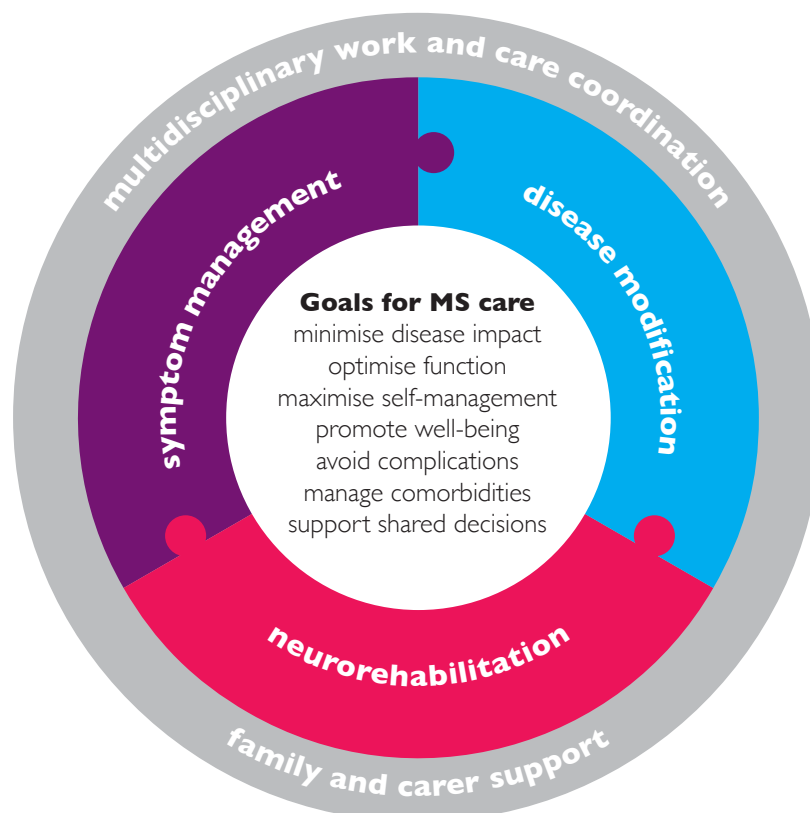 multidisciplinary work and care coordination
symptom management
disease modification
Goals for MS care
minimise disease impact
optimise function
maximise self-management
promote well-being
avoid complications
manage comorbidities
support shared decisions
neurorehabilitation
family and carer support